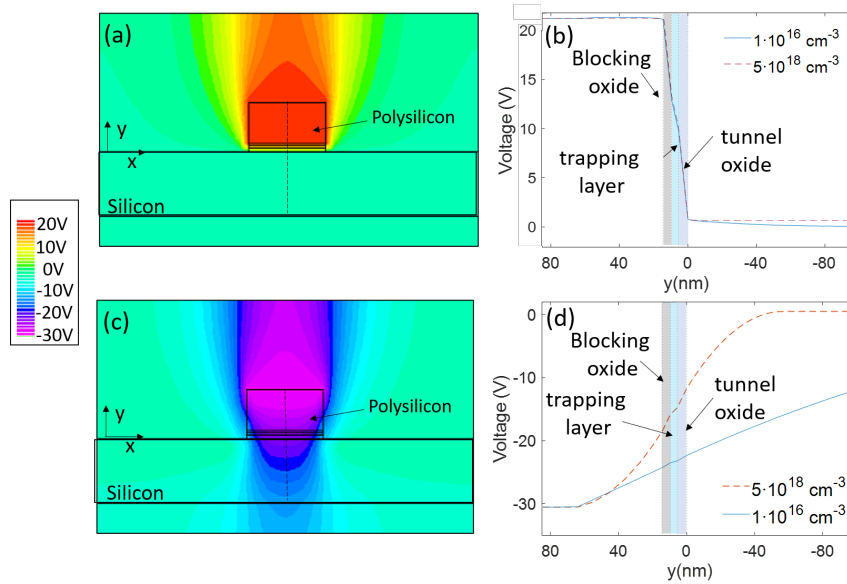 (a)
Polysilicon
y
x
Silicon
20V
10V
0V
-10V
-20V
-30V
(b)
1·10¹⁶ cm⁻³
5·10¹⁸ cm⁻³
Blocking
oxide
trapping
layer
tunnel
oxide
Voltage (V)
20
15
10
5
0
80 40 0 -40 -80
y(nm)
(c)
Polysilicon
y
x
Silicon
(d)
Blocking
oxide
trapping
layer
tunnel
oxide
5·10¹⁸ cm⁻³
1·10¹⁶ cm⁻³
Voltage (V)
0
-10
-20
-30
80 40 0 -40 -80
y(nm)